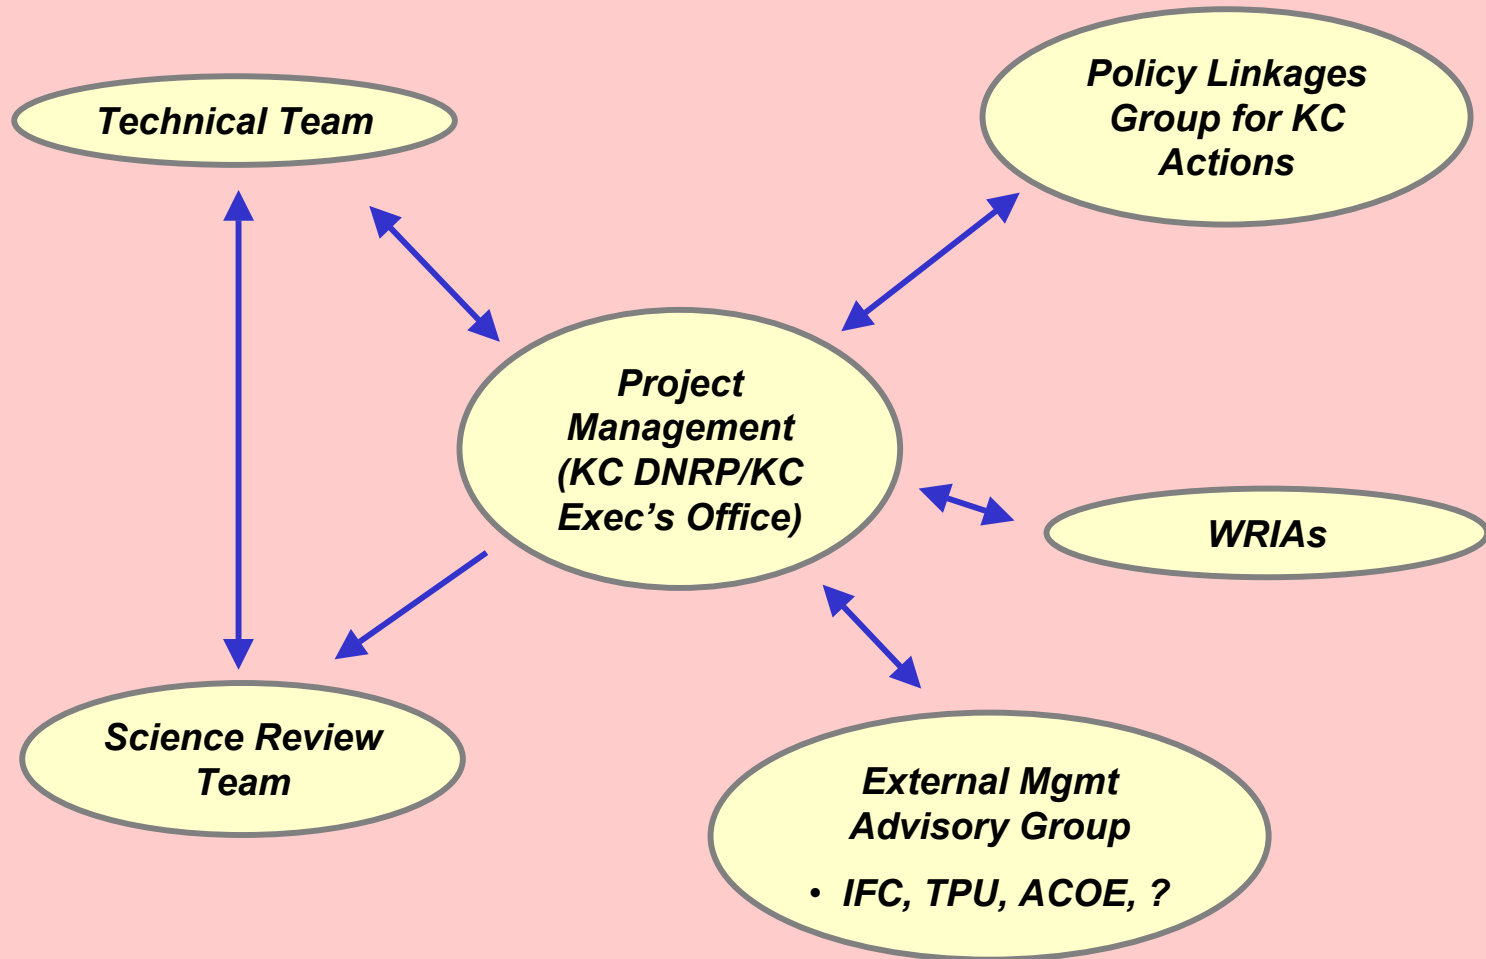 Technical Team
Policy Linkages
Group for KC
Actions
Project
Management
(KC DNRP/KC
Exec’s Office)
WRIAs
Science Review
Team
External Mgmt
Advisory Group
• IFC, TPU, ACOE, ?